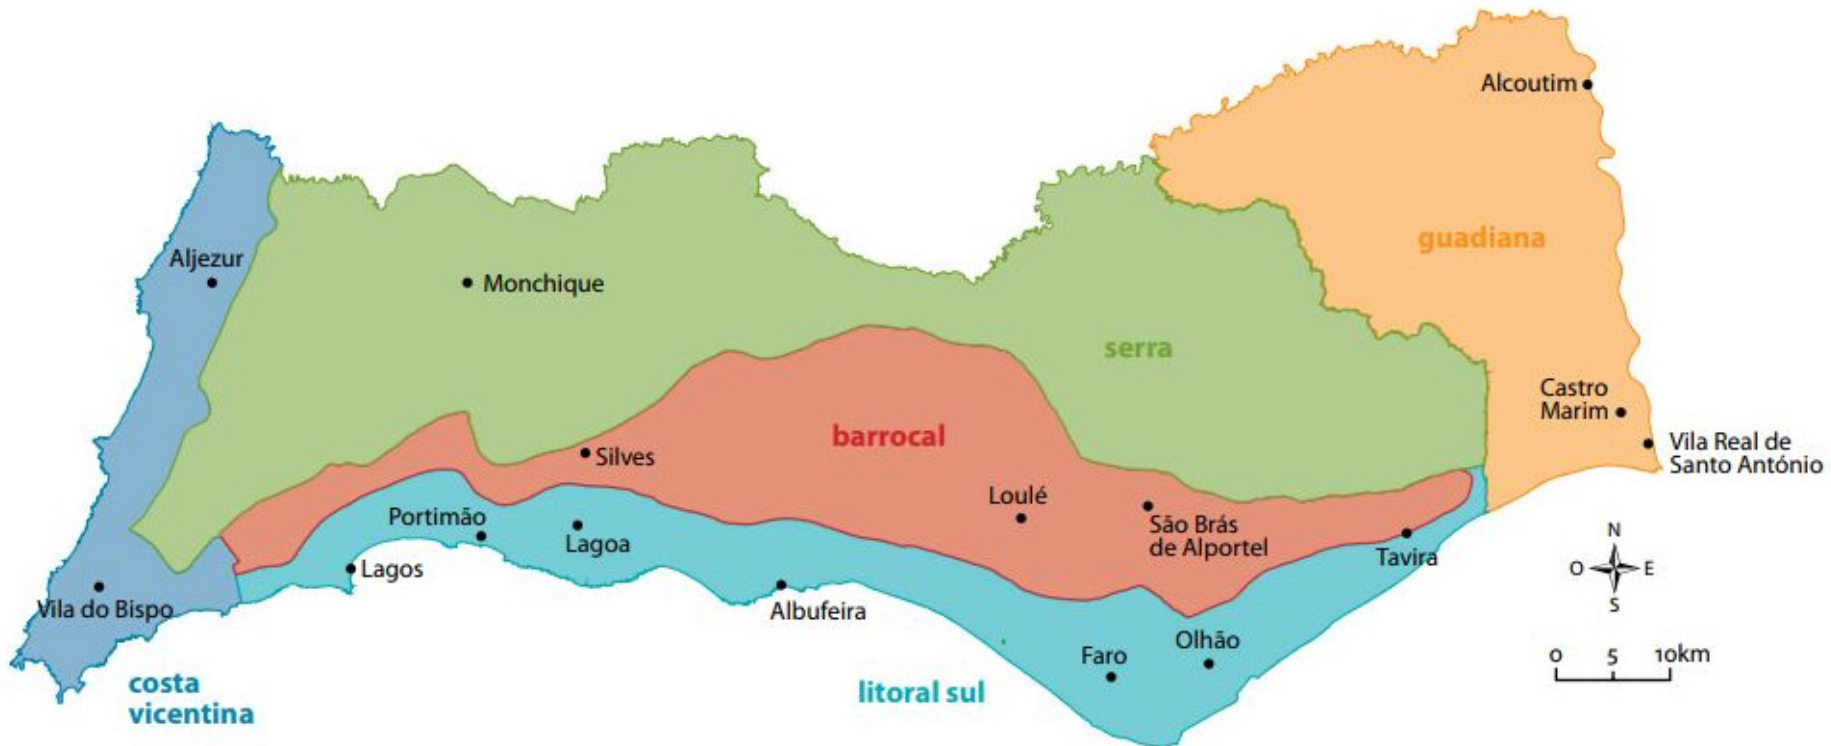 Alcoutim
guadiana
Aljezur
Monchique
serra
Castro
Marim
barrocal
Vila Real de
Santo António
Silves
Loulé
Portimão
São Brás
de Alportel
Lagoa
Tavira
Lagos
Vila do Bispo
Albufeira
Olhão
Faro
costa
vicentina
litoral sul
N
O E
S
0 5 10km